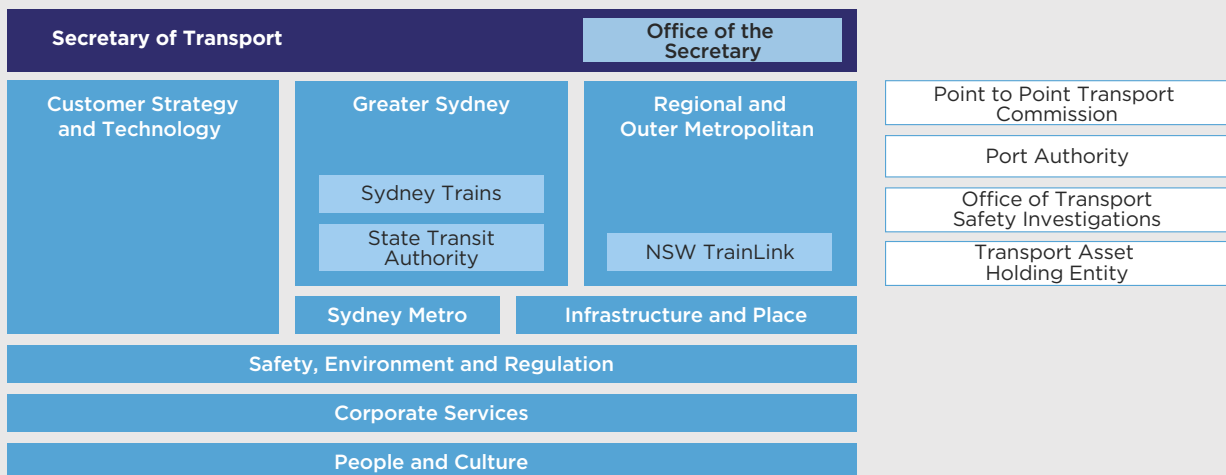 Secretary of Transport
Office of the
Secretary
Customer Strategy
and Technology
Greater Sydney
Sydney Trains
State Transit
Authority
Regional and
Outer Metropolitan
NSW TrainLink
Sydney Metro
Infrastructure and Place
Safety, Environment and Regulation
Corporate Services
People and Culture
Point to Point Transport
Commission
Port Authority
Office of Transport
Safety Investigations
Transport Asset
Holding Entity